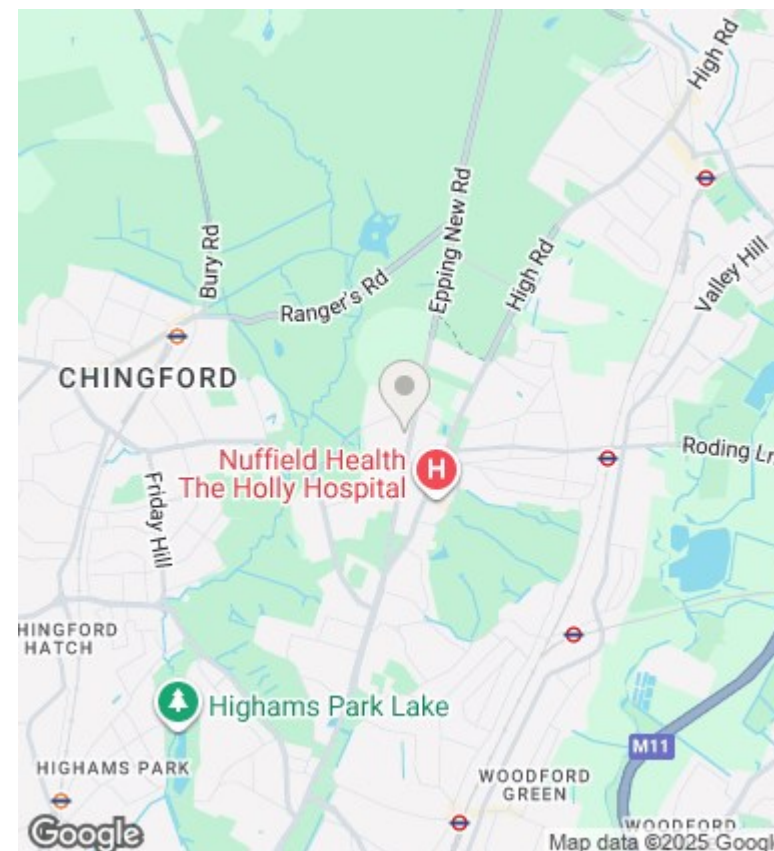 High Rd
Epping New Rd
Bury Rd
High Rd
Valley Hill
Ranger's Rd
CHINGFORD
Nuffield Health
The Holly Hospital
H
Roding Ln
Friday Hill
HINGFORD
HATCH
Highams Park Lake
M11
HIGHAMS PARK
WOODFORD
GREEN
WOODFORD
Google
Map data ©2025 Googl